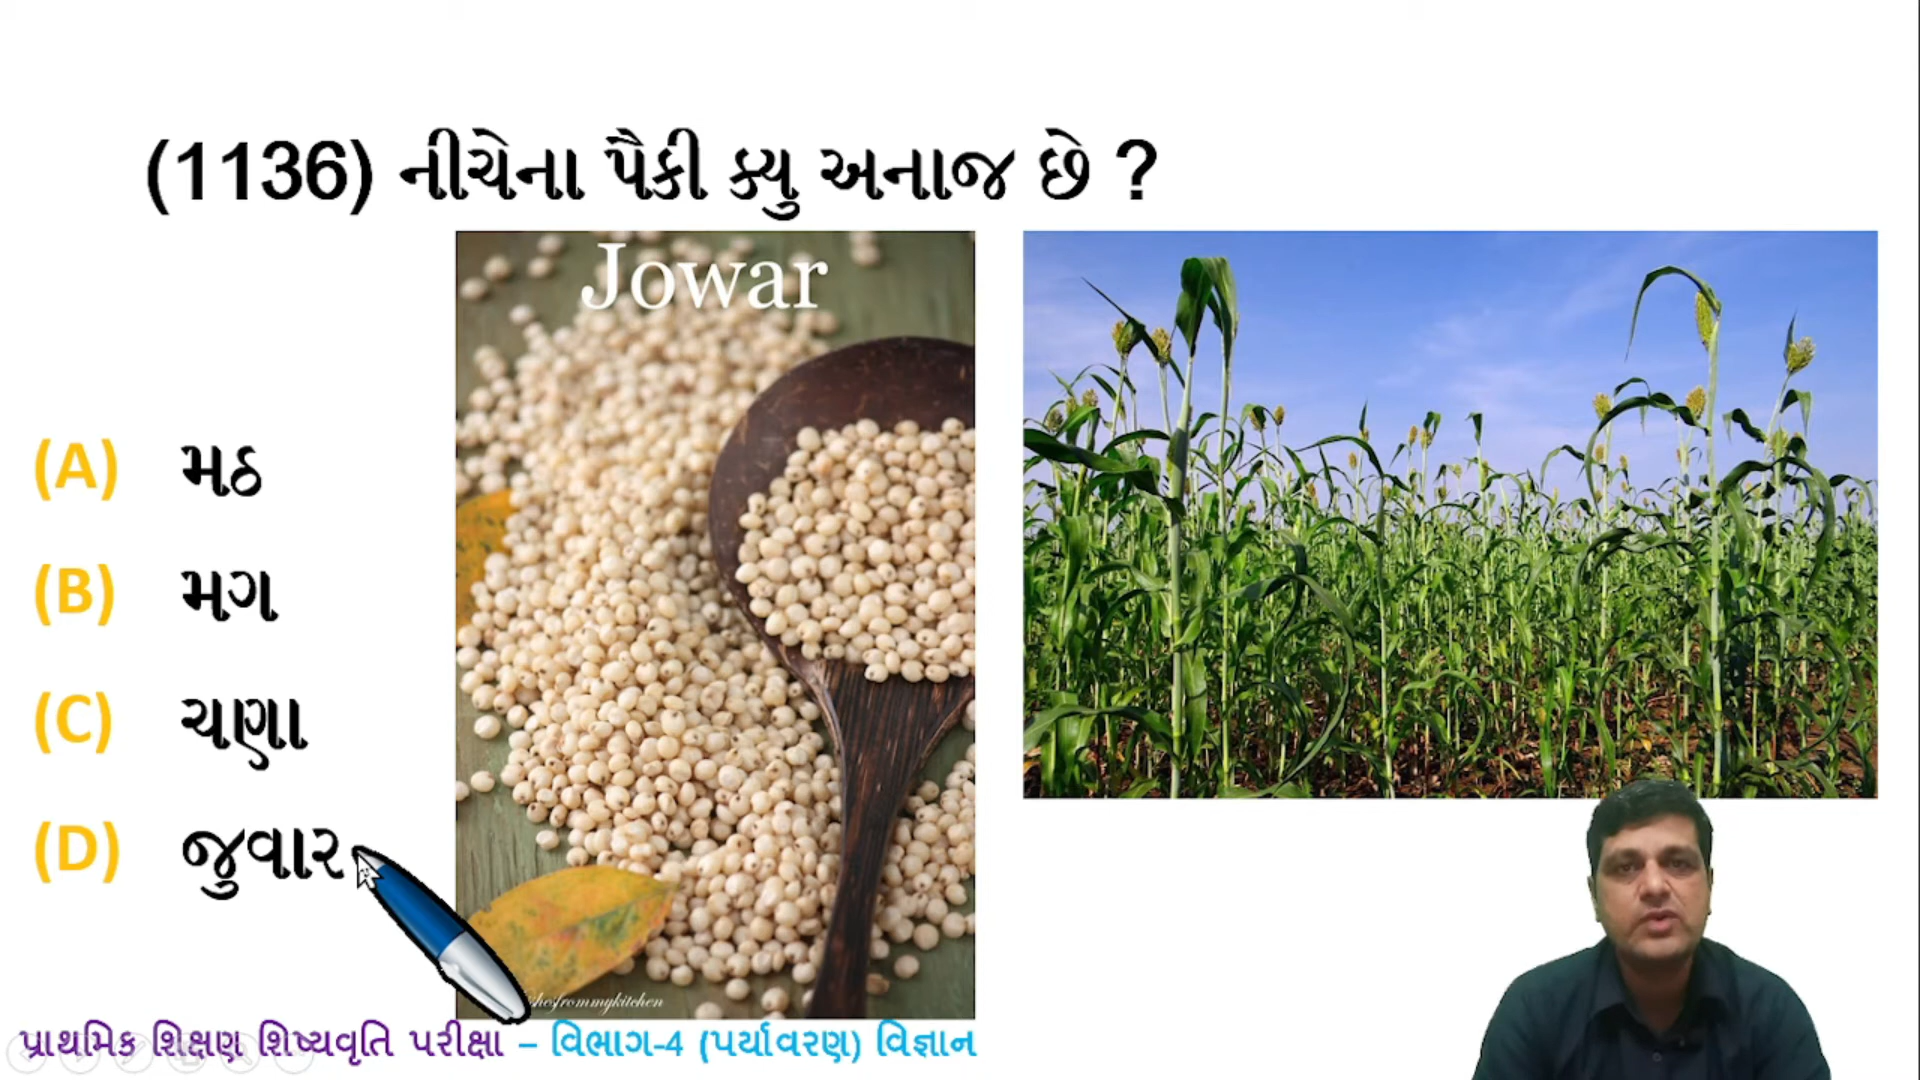 (1136) નીચેના પૈકી ક્યુ અનાજ છે ?
Jowar
(A) મઠ
(B) મગ
(C) ચણા
(D) જુવાર
પ્રાથમિક શિક્ષણ શિષ્યવૃતિ પરીક્ષા – વિભાગ-4 (પર્યાવરણ) વિજ્ઞાન